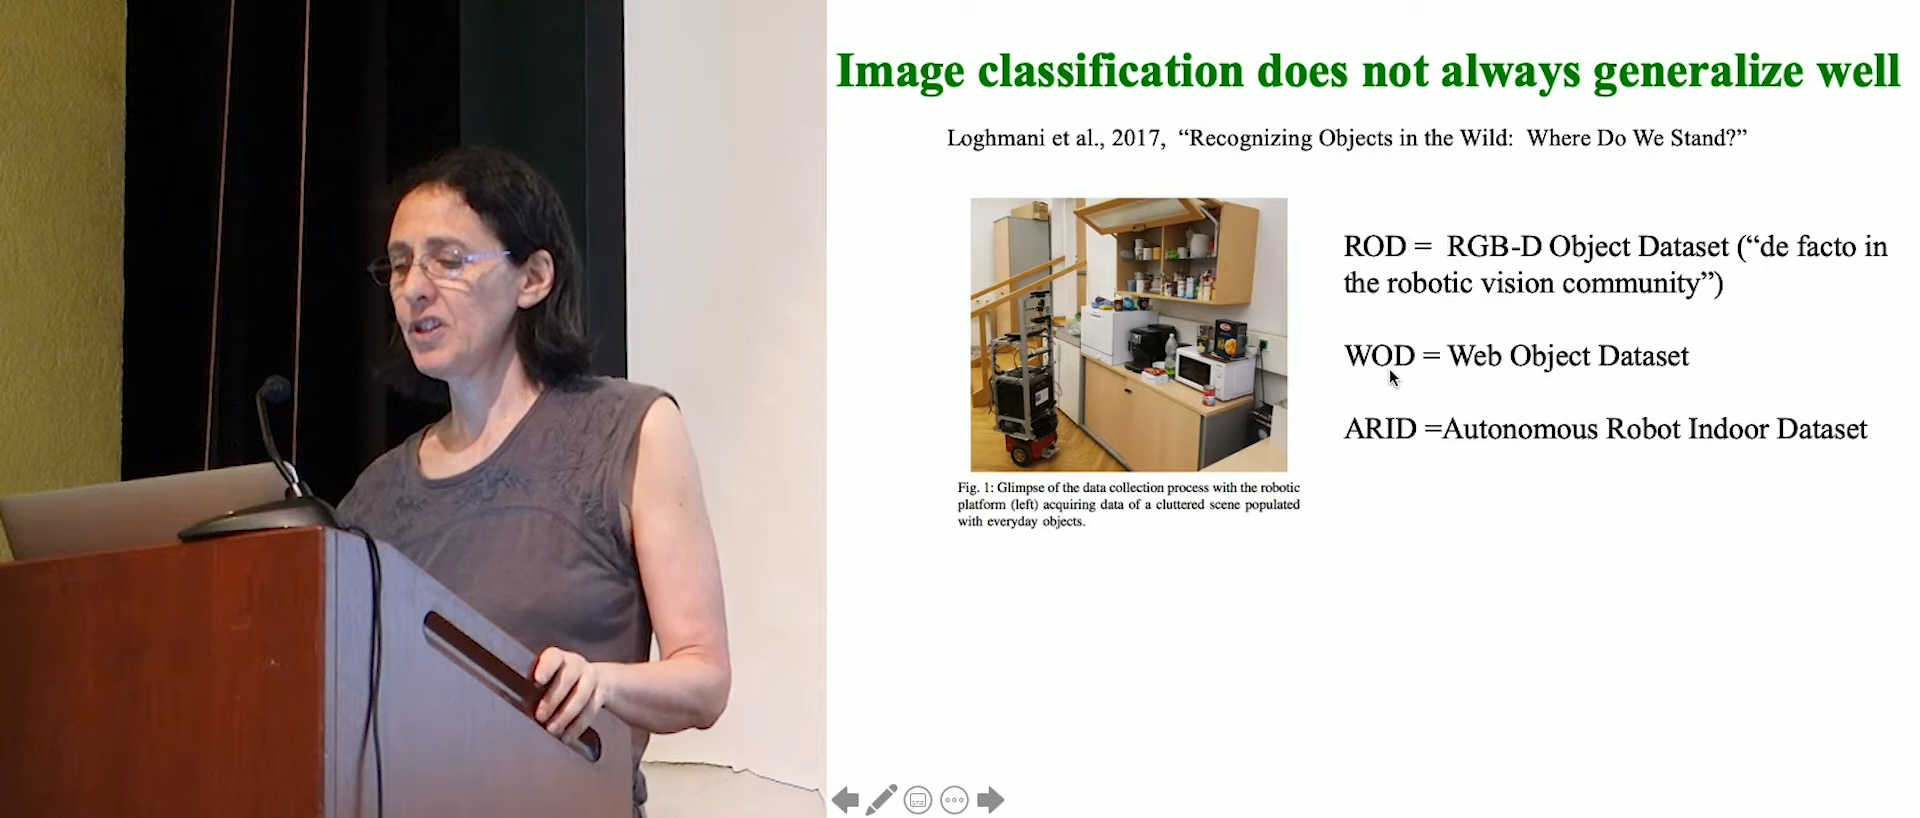 Image classification does not always generalize well
Loghmani et al., 2017, “Recognizing Objects in the Wild: Where Do We Stand?”
ROD = RGB-D Object Dataset (“de facto in
the robotic vision community”)
WOD = Web Object Dataset
ARID =Autonomous Robot Indoor Dataset
Fig. 1: Glimpse of the data collection process with the robotic
platform (left) acquiring data of a cluttered scene populated
with everyday objects.